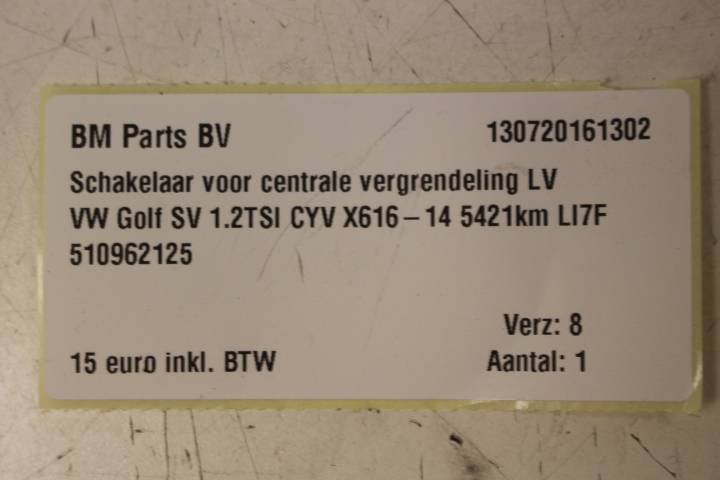 BM Parts BV 130720161302
Schakelaar voor centrale vergrendeling LV
VW Golf SV 1.2TSI CYV X616-14 5421km LI7F
510962125
Verz: 8
15 euro inkl. BTW Aantal: 1